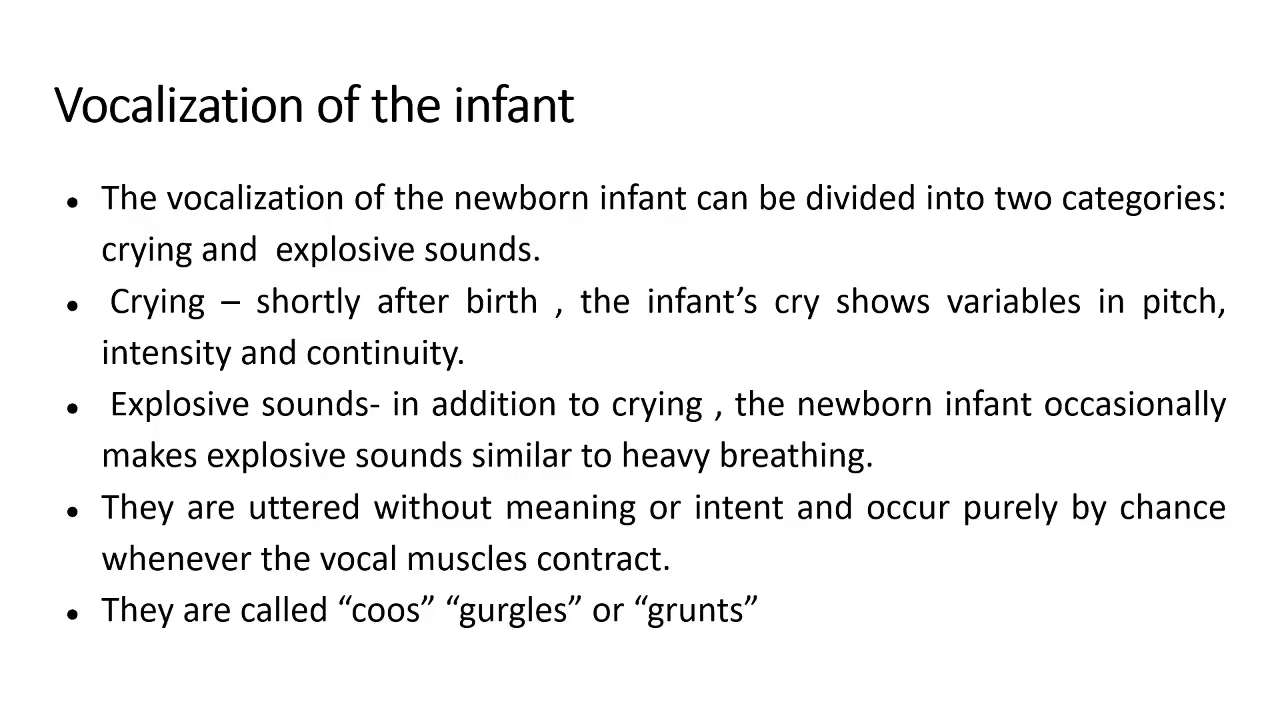 Vocalization of the infant
● The vocalization of the newborn infant can be divided into two categories:
crying and  explosive sounds.
● Crying – shortly after birth , the infant’s cry shows variables in pitch,
intensity and continuity.
● Explosive sounds- in addition to crying , the newborn infant occasionally
makes explosive sounds similar to heavy breathing.
● They are uttered without meaning or intent and occur purely by chance
whenever the vocal muscles contract.
● They are called “coos” “gurgles” or “grunts”